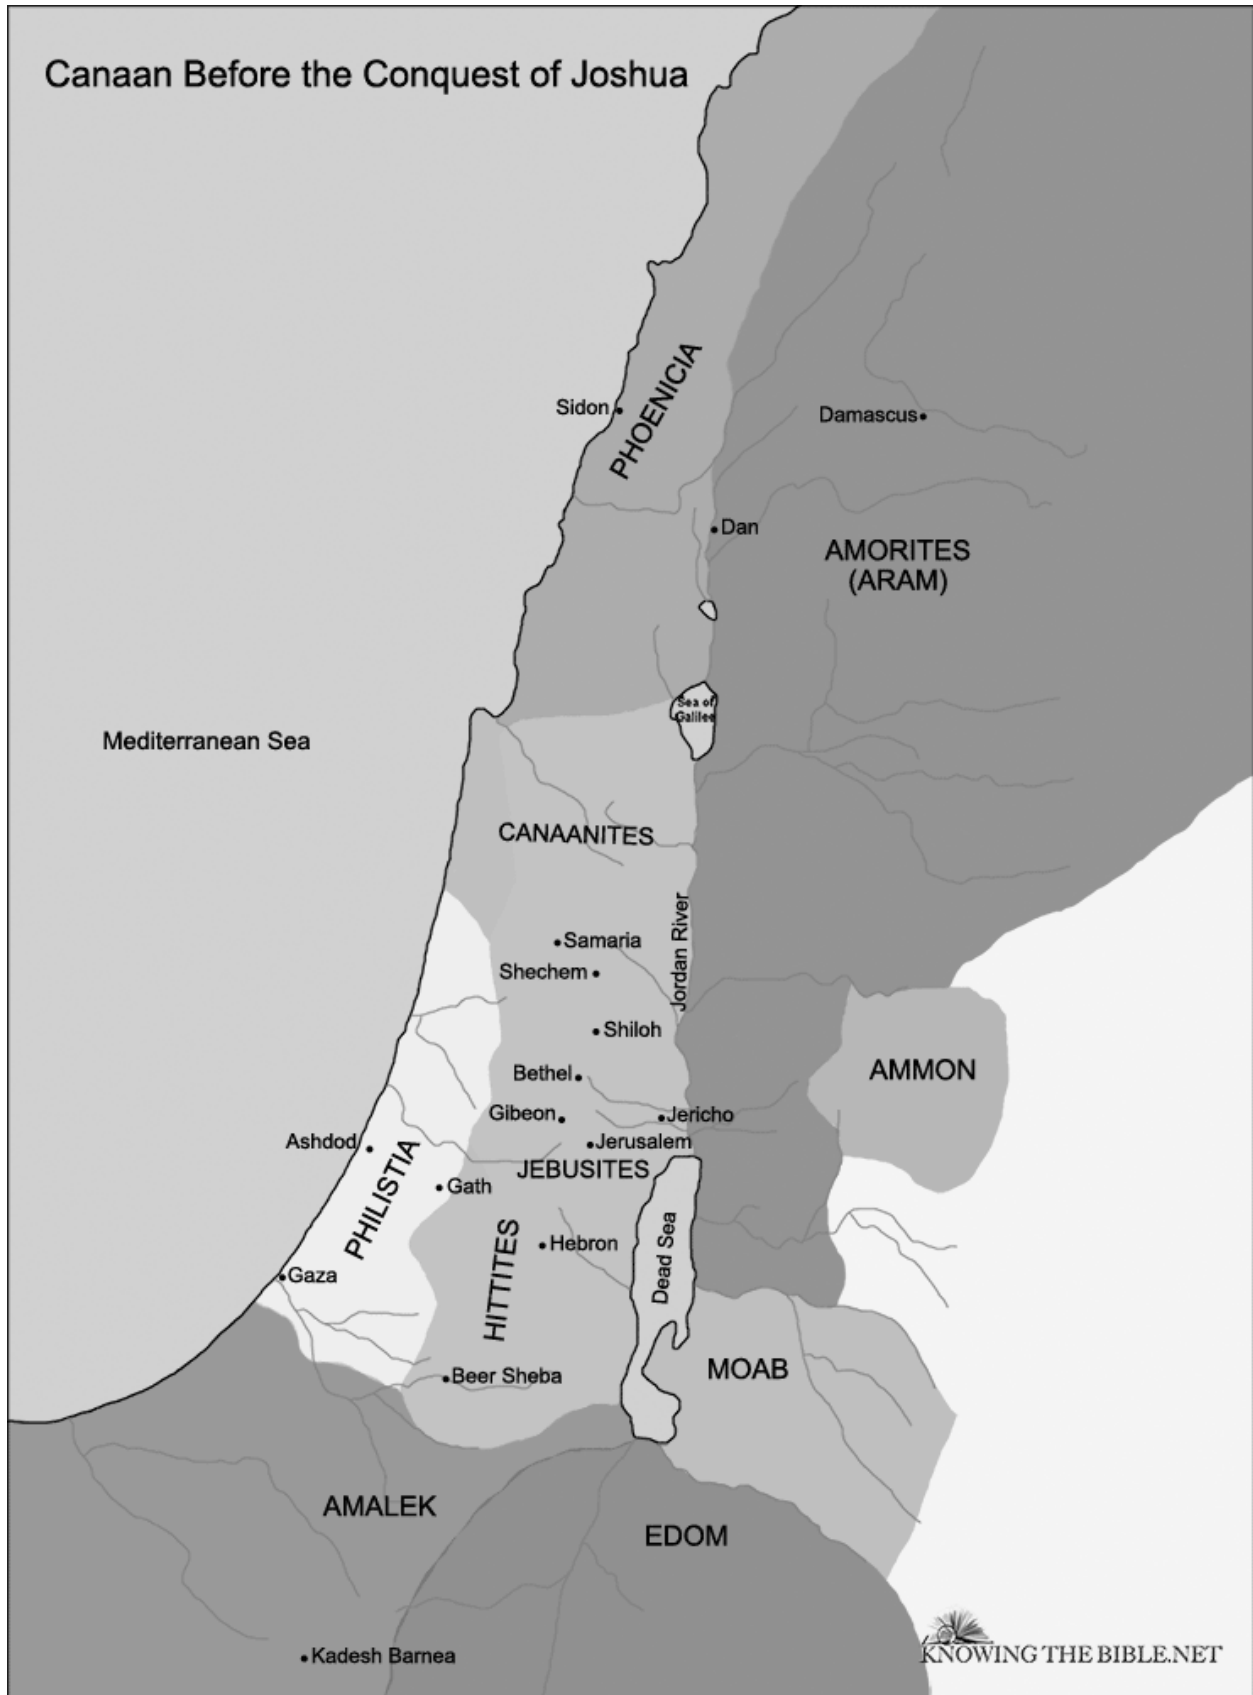 Canaan Before the Conquest of Joshua
PHOENICIA
Sidon
Damascus
Dan
AMORITES
(ARAM)
Sea of
Galilee
Mediterranean Sea
CANAANITES
Jordan River
Samaria
Shechem
Shiloh
Bethel
AMMON
Gibeon
Jericho
Ashdod
Jerusalem
JEBUSITES
PHILISTIA
Gath
HITTITES
Hebron
Dead Sea
Gaza
Beer Sheba
MOAB
AMALEK
EDOM
Kadesh Barnea
KNOWING THE BIBLE.NET